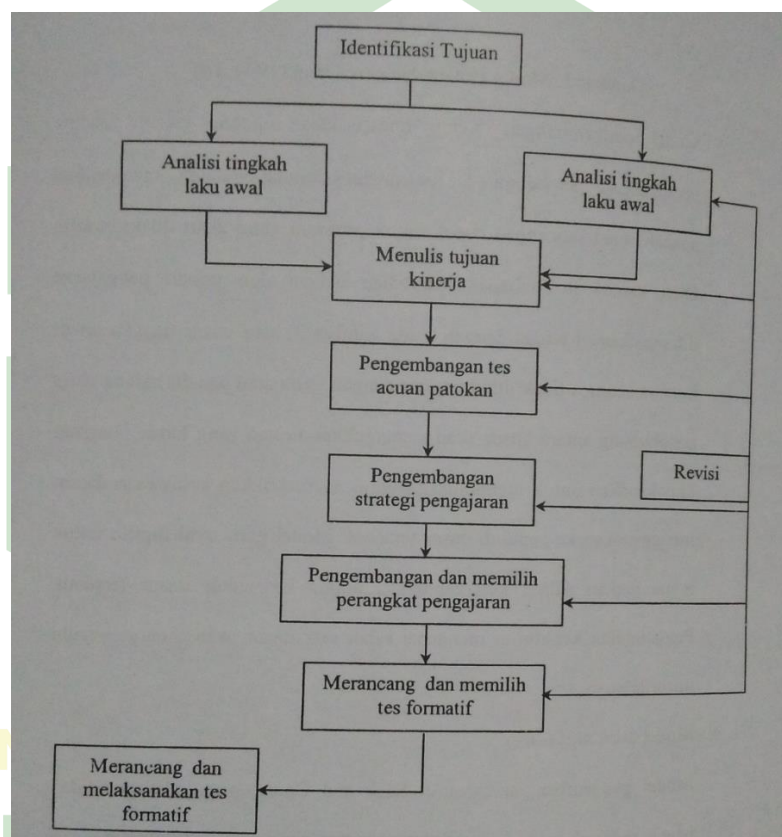 Identifikasi Tujuan
Analisi tingkah
laku awal
Analisi tingkah
laku awal
Menulis tujuan
kinerja
Pengembangan tes
acuan patokan
Pengembangan
strategi pengajaran
Revisi
Pengembangan dan memilih
perangkat pengajaran
Merancang dan memilih
tes formatif
Merancang dan
melaksanakan tes
formatif